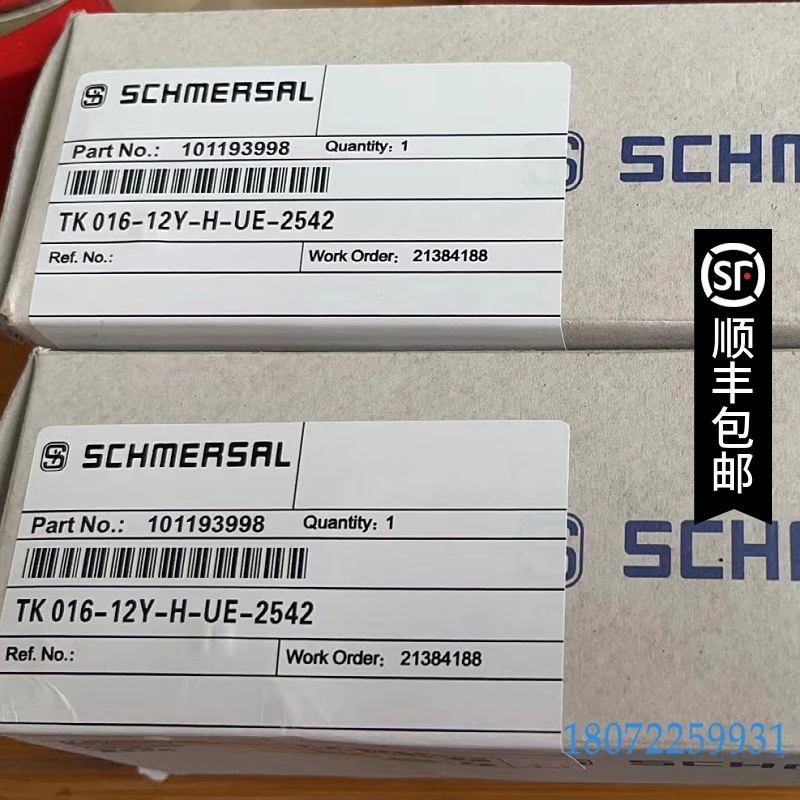 SCHMERSAL
Part No.: 101193998 Quantity: 1
TK 016-12Y-H-UE-2542
Ref. No.: Work Order: 21384188
SCHM
SF
顺丰包邮
SCHMERSAL
Part No.: 101193998 Quantity: 1
TK 016-12Y-H-UE-2542
Ref. No.: Work Order: 21384188
SCH
18072259931